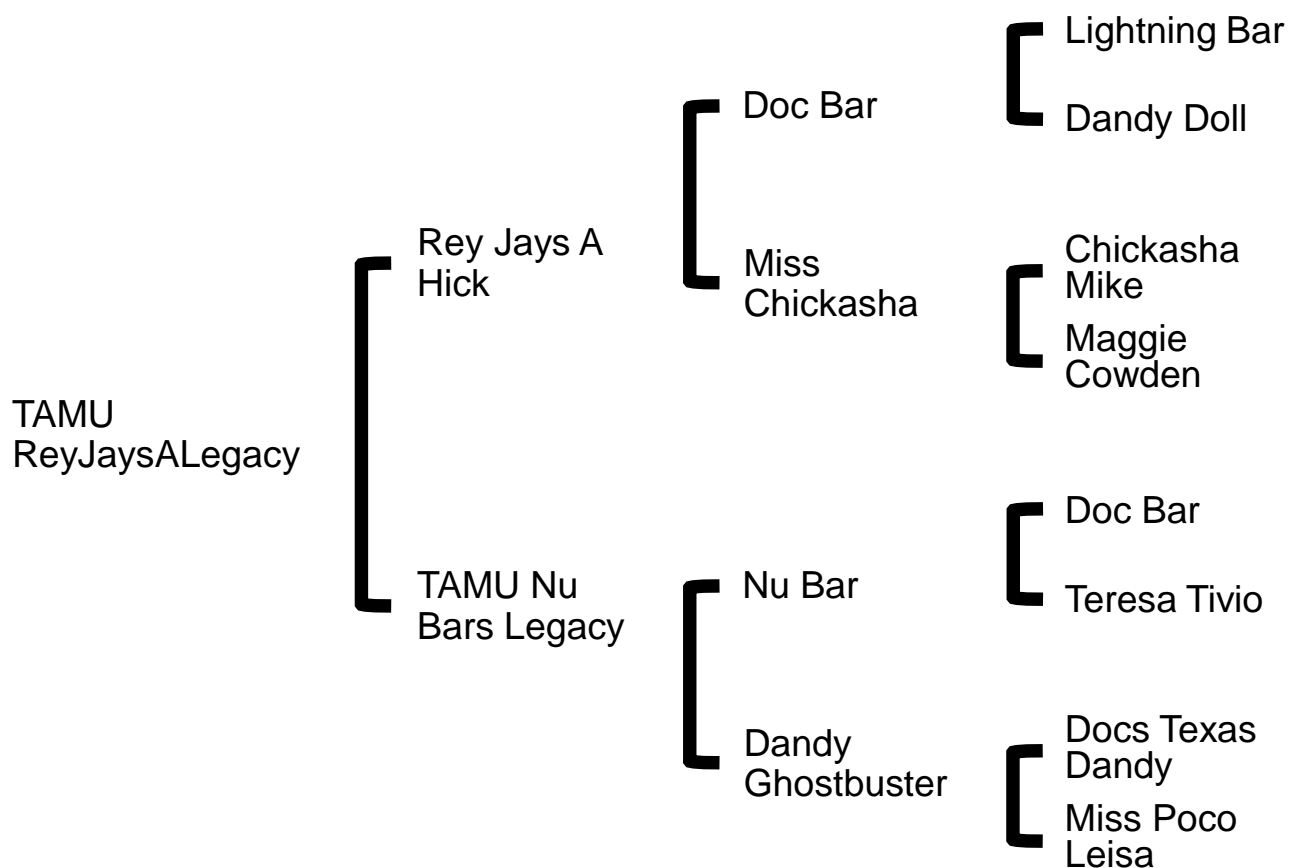 Lightning Bar
Doc Bar
Dandy Doll
Rey Jays A
Hick
Miss
Chickasha
Chickasha
Mike
Maggie
Cowden
TAMU
ReyJaysALegacy
Doc Bar
TAMU Nu
Bars Legacy
Nu Bar
Teresa Tivio
Dandy
Ghostbuster
Docs Texas
Dandy
Miss Poco
Leisa